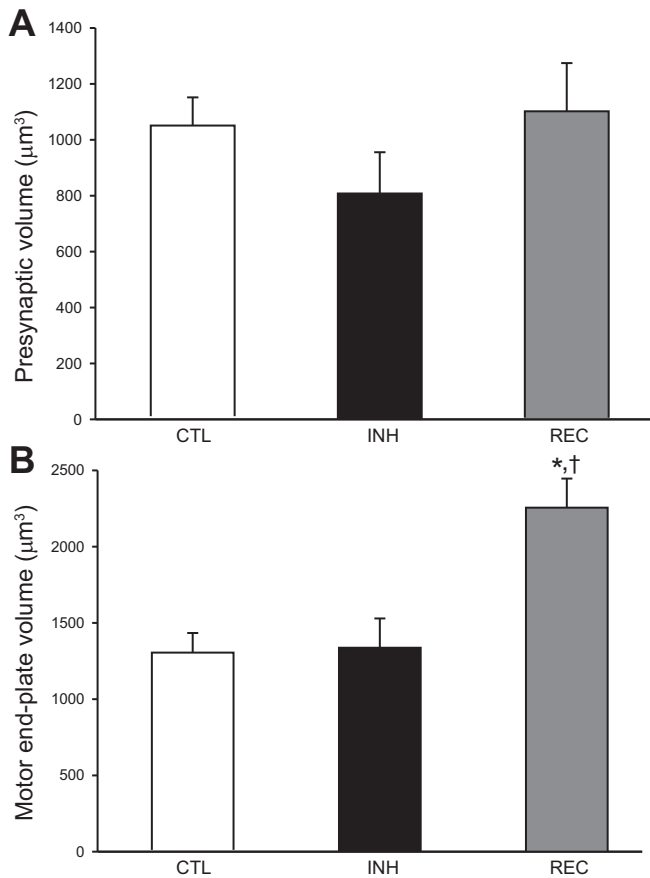 A
Presynaptic volume (μm³)
1400
1200
1000
800
600
400
200
0
CTL INH REC
B
Motor end-plate volume (μm³)
2500
2000
1500
1000
500
0
*,†
CTL INH REC